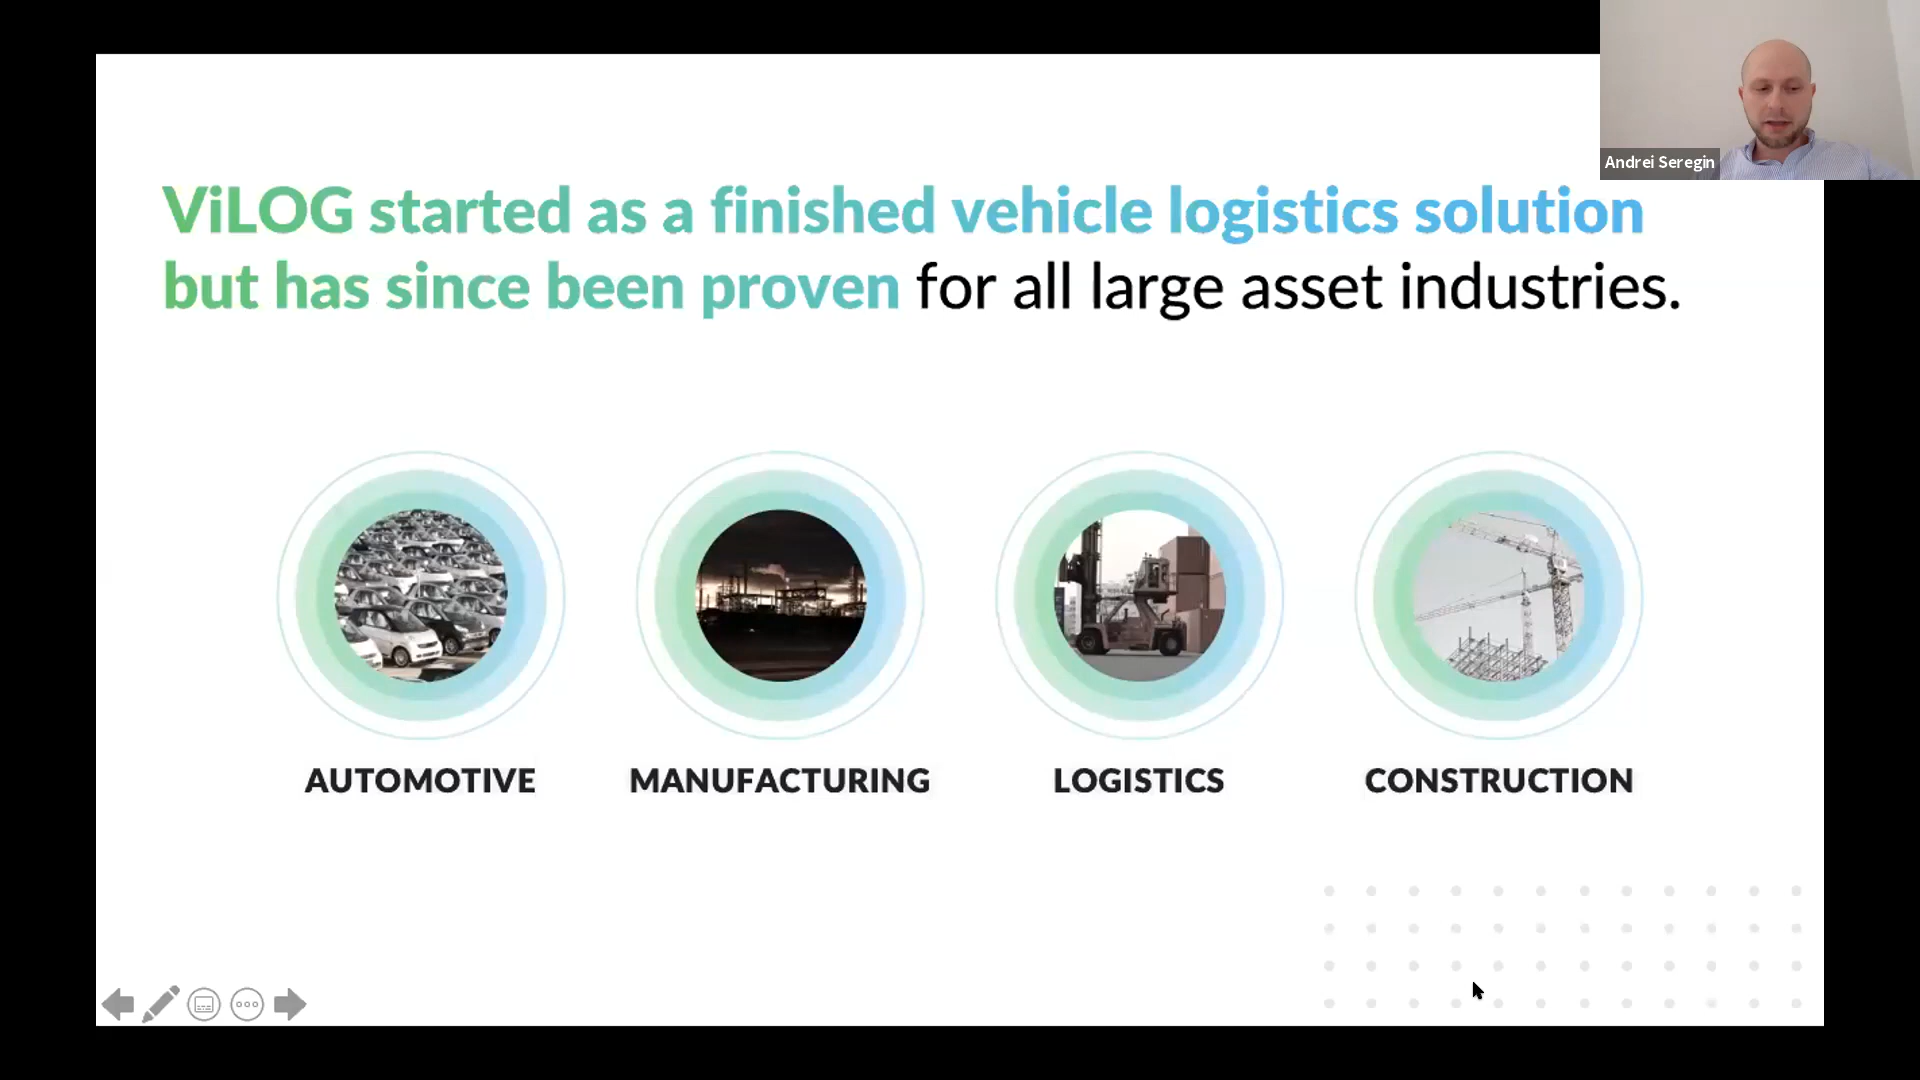 Andrei Seregin
ViLOG started as a finished vehicle logistics solution
but has since been proven for all large asset industries.
AUTOMOTIVE
MANUFACTURING
LOGISTICS
CONSTRUCTION